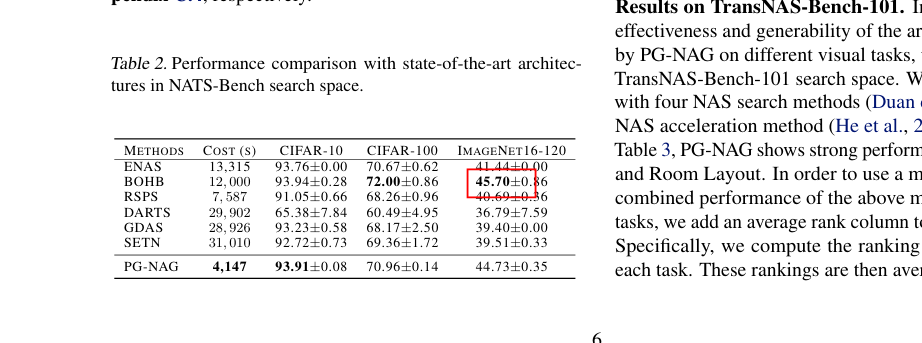 pendix C.4, respectively.
Table 2. Performance comparison with state-of-the-art architec-
tures in NATS-Bench search space.
METHODS COST (S) CIFAR-10 CIFAR-100 IMAGENET16-120
ENAS 13,315 93.76±0.00 70.67±0.62 41.44±0.00
BOHB 12,000 93.94±0.28 72.00±0.86 45.70±0.86
RSPS 7,587 91.05±0.66 68.26±0.96 40.69±0.36
DARTS 29,902 65.38±7.84 60.49±4.95 36.79±7.59
GDAS 28,926 93.23±0.58 68.17±2.50 39.40±0.00
SETN 31,010 92.72±0.73 69.36±1.72 39.51±0.33
PG-NAG 4,147 93.91±0.08 70.96±0.14 44.73±0.35
Results on TransNAS-Bench-101. I
effectiveness and generability of the ar
by PG-NAG on different visual tasks,
TransNAS-Bench-101 search space. W
with four NAS search methods (Duan
NAS acceleration method (He et al., 2
Table 3, PG-NAG shows strong perform
and Room Layout. In order to use a m
combined performance of the above m
tasks, we add an average rank column t
Specifically, we compute the ranking
each task. These rankings are then aver
6